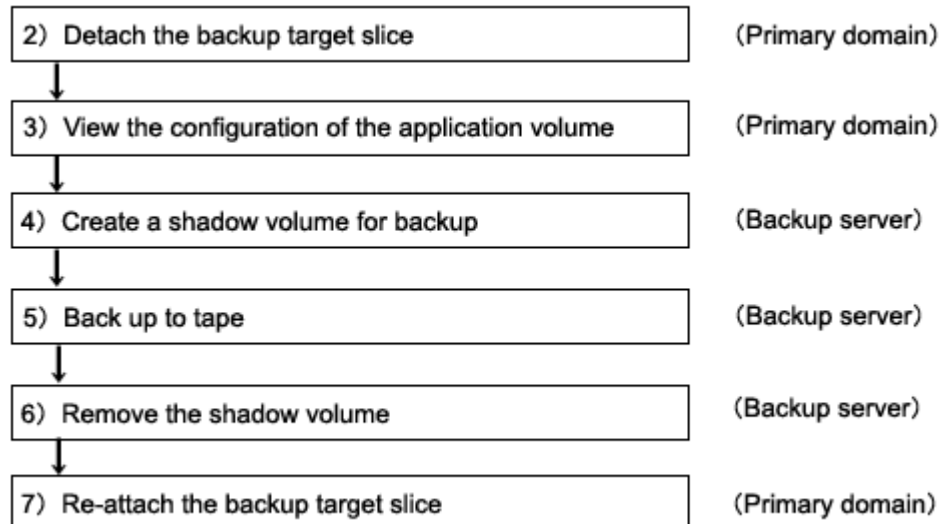 2）Detach the backup target slice （Primary domain）
3）View the configuration of the application volume （Primary domain）
4）Create a shadow volume for backup （Backup server）
5）Back up to tape （Backup server）
6）Remove the shadow volume （Backup server）
7）Re-attach the backup target slice （Primary domain）